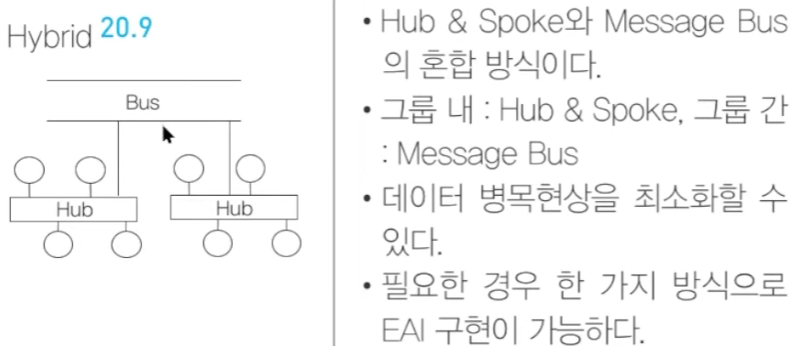 Hybrid 20.9
Bus
Hub
Hub
• Hub & Spoke와 Message Bus
의 혼합 방식이다.
• 그룹 내 : Hub & Spoke, 그룹 간
: Message Bus
• 데이터 병목현상을 최소화할 수
있다.
• 필요한 경우 한 가지 방식으로
EAI 구현이 가능하다.